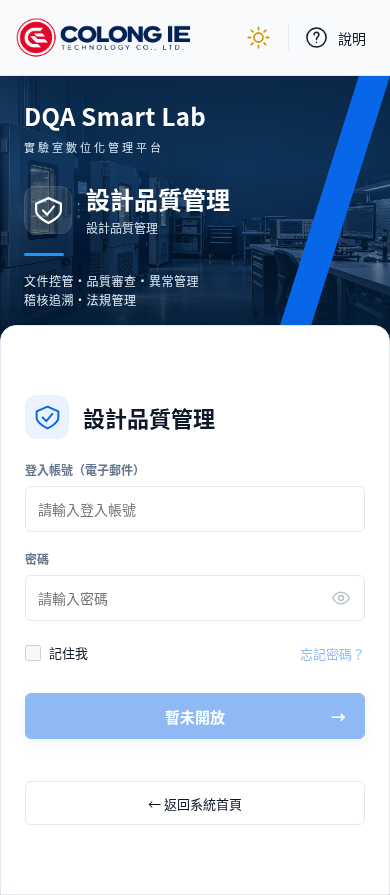 COLONG IE
TECHNOLOGY CO., LTD.
說明
DQA Smart Lab
實驗室數位化管理平台
設計品質管理
設計品質管理
文件控管・品質審查・異常管理
稽核追溯・法規管理
設計品質管理
登入帳號（電子郵件）
請輸入登入帳號
密碼
請輸入密碼
記住我
忘記密碼？
暫未開放 →
← 返回系統首頁